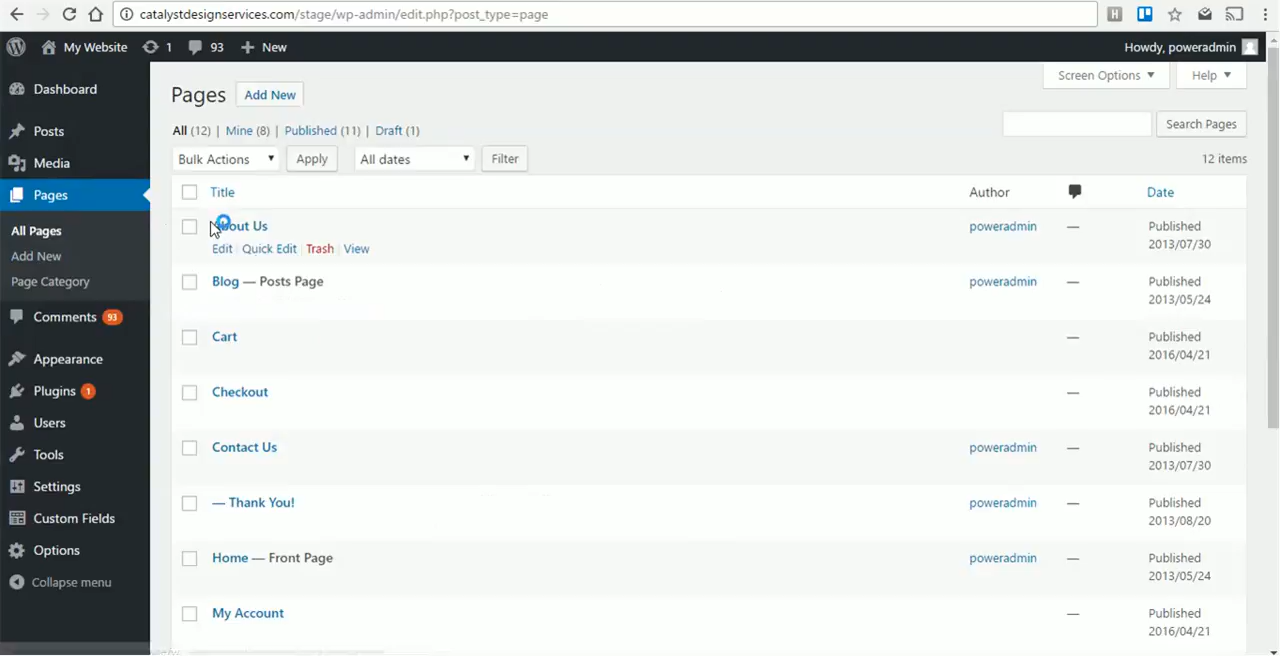 catalystdesignservices.com/stage/wp-admin/edit.php?post_type=page
My Website 1 93 New Howdy, poweradmin
Dashboard
Posts
Media
Pages
All Pages
Add New
Page Category
Comments 93
Appearance
Plugins 1
Users
Tools
Settings
Custom Fields
Options
Collapse menu
Screen Options ▼ Help ▼
Pages Add New
All (12) | Mine (8) | Published (11) | Draft (1)
Search Pages
Bulk Actions ▼ Apply All dates ▼ Filter 12 items
Title Author Date
About Us poweradmin — Published
2013/07/30
Edit | Quick Edit | Trash | View
Blog — Posts Page poweradmin — Published
2013/05/24
Cart — Published
2016/04/21
Checkout — Published
2016/04/21
Contact Us poweradmin — Published
2013/07/30
— Thank You! poweradmin — Published
2013/08/20
Home — Front Page poweradmin — Published
2013/05/24
My Account — Published
2016/04/21